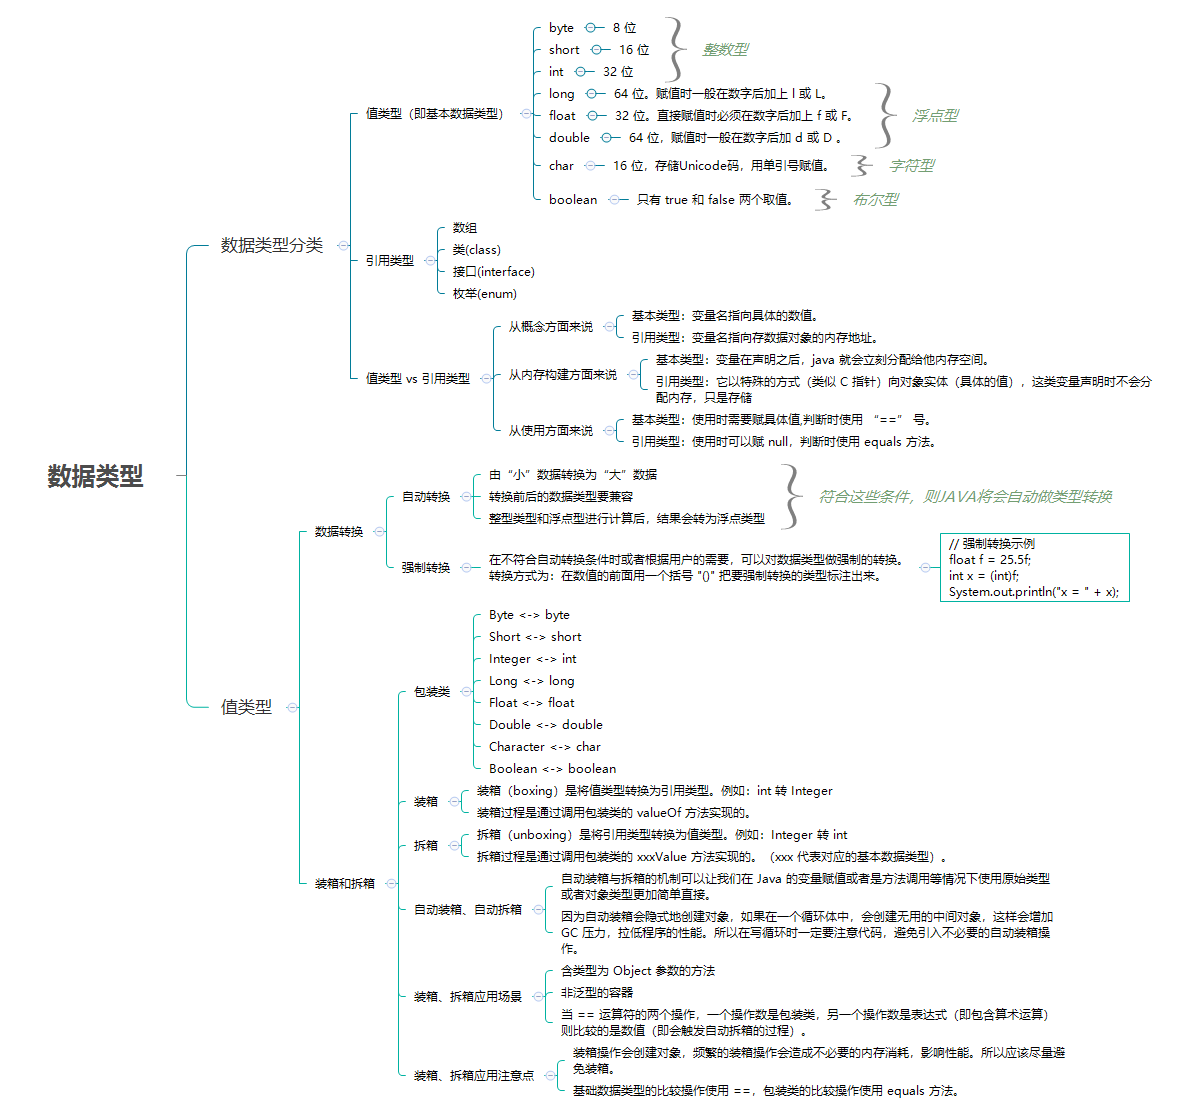 数据类型
数据类型分类
值类型（即基本数据类型）
byte 8 位
short 16 位
int 32 位
整数型
long 64 位。赋值时一般在数字后加上 l 或 L。
float 32 位。直接赋值时必须在数字后加上 f 或 F。
double 64 位，赋值时一般在数字后加 d 或 D 。
浮点型
char 16 位，存储Unicode码，用单引号赋值。
字符型
boolean 只有 true 和 false 两个取值。
布尔型
引用类型
数组
类(class)
接口(interface)
枚举(enum)
值类型 vs 引用类型
从概念方面来说
基本类型：变量名指向具体的数值。
引用类型：变量名指向存数据对象的内存地址。
从内存构建方面来说
基本类型：变量在声明之后，java 就会立刻分配给他内存空间。
引用类型：它以特殊的方式（类似 C 指针）向对象实体（具体的值），这类变量声明时不会分
配内存，只是存储
从使用方面来说
基本类型：使用时需要赋具体值,判断时使用 “==” 号。
引用类型：使用时可以赋 null，判断时使用 equals 方法。
值类型
数据转换
自动转换
由“小”数据转换为“大”数据
转换前后的数据类型要兼容
整型类型和浮点型进行计算后，结果会转为浮点类型
符合这些条件，则JAVA将会自动做类型转换
强制转换
在不符合自动转换条件时或者根据用户的需要，可以对数据类型做强制的转换。
转换方式为：在数值的前面用一个括号 "()" 把要强制转换的类型标注出来。
// 强制转换示例
float f = 25.5f;
int x = (int)f;
System.out.println("x = " + x);
装箱和拆箱
包装类
Byte <-> byte
Short <-> short
Integer <-> int
Long <-> long
Float <-> float
Double <-> double
Character <-> char
Boolean <-> boolean
装箱
装箱（boxing）是将值类型转换为引用类型。例如：int 转 Integer
装箱过程是通过调用包装类的 valueOf 方法实现的。
拆箱
拆箱（unboxing）是将引用类型转换为值类型。例如：Integer 转 int
拆箱过程是通过调用包装类的 xxxValue 方法实现的。（xxx 代表对应的基本数据类型）。
自动装箱、自动拆箱
自动装箱与拆箱的机制可以让我们在 Java 的变量赋值或者是方法调用等情况下使用原始类型
或者对象类型更加简单直接。
因为自动装箱会隐式地创建对象，如果在一个循环体中，会创建无用的中间对象，这样会增加
GC 压力，拉低程序的性能。所以在写循环时一定要注意代码，避免引入不必要的自动装箱操
作。
装箱、拆箱应用场景
含类型为 Object 参数的方法
非泛型的容器
当 == 运算符的两个操作，一个操作数是包装类，另一个操作数是表达式（即包含算术运算）
则比较的是数值（即会触发自动拆箱的过程）。
装箱、拆箱应用注意点
装箱操作会创建对象，频繁的装箱操作会造成不必要的内存消耗，影响性能。所以应该尽量避
免装箱。
基础数据类型的比较操作使用 ==，包装类的比较操作使用 equals 方法。